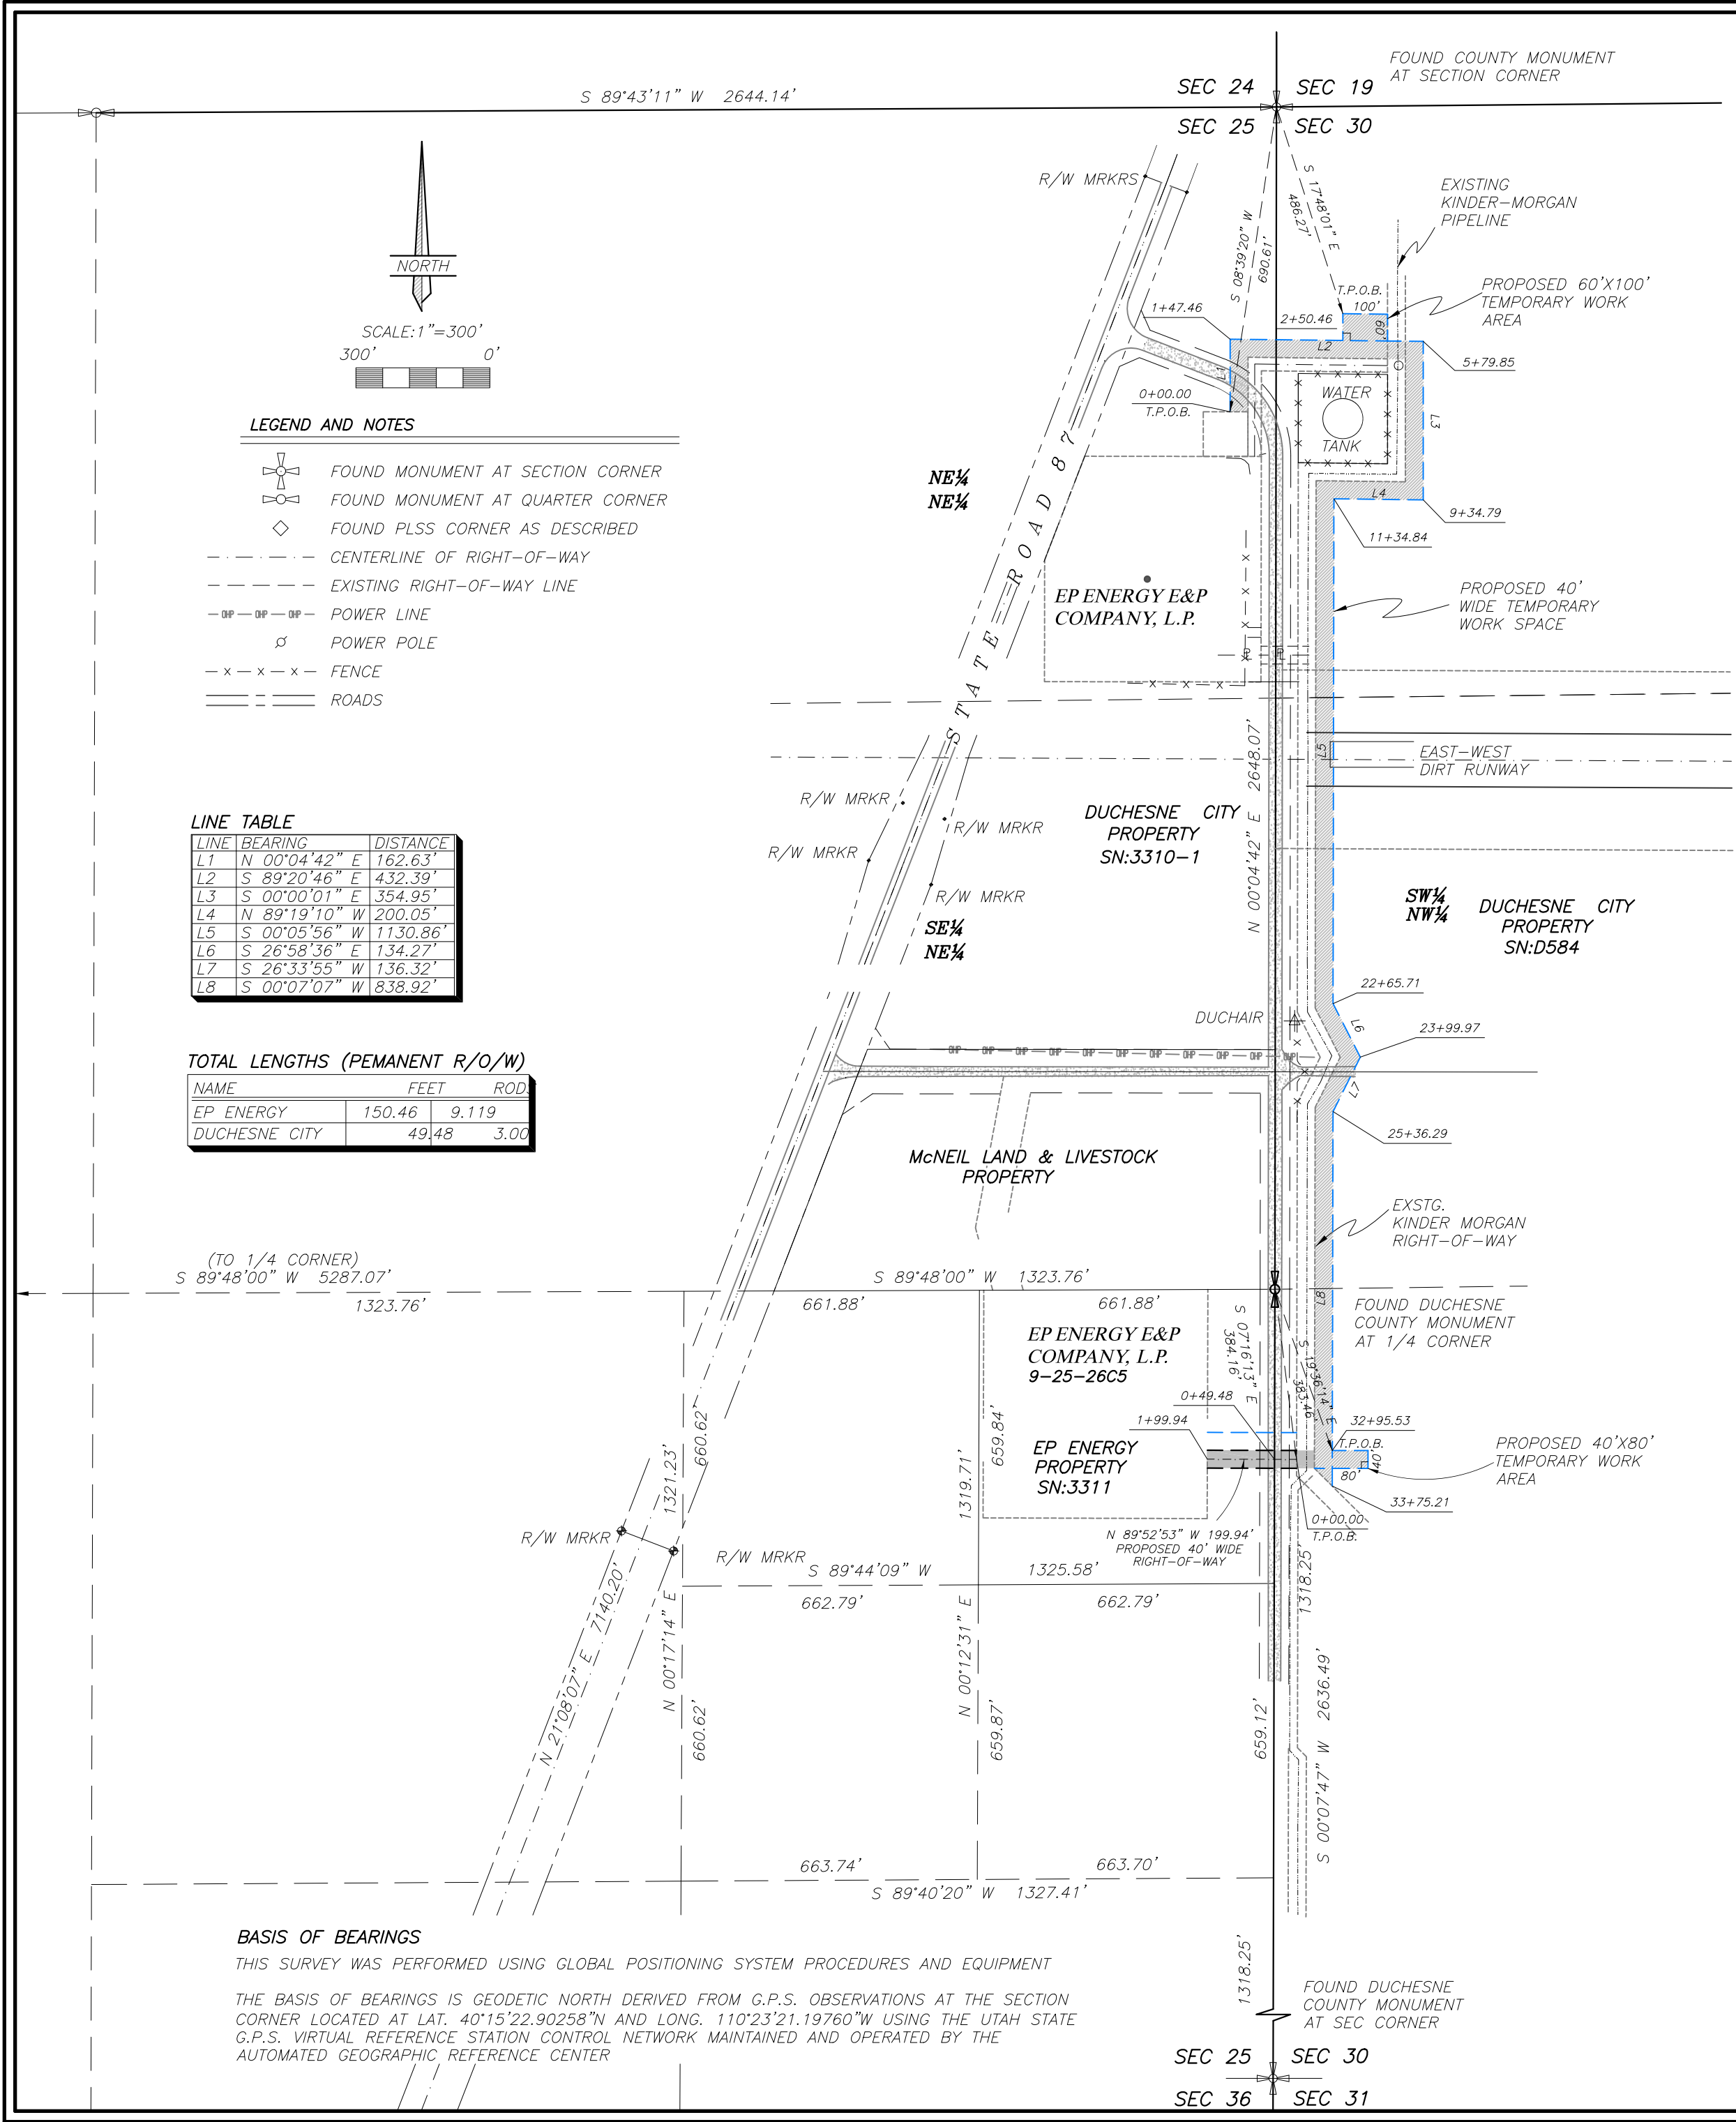 FOUND COUNTY MONUMENT
AT SECTION CORNER
SEC 24
SEC 19
SEC 25
SEC 30
S 89°43'11" W 2644.14'
R/W MRKRS
S 08°39'20" W
690.61'
S 17°48'01" E
486.27'
EXISTING
KINDER-MORGAN
PIPELINE
NORTH
SCALE:1"=300'
300'
0'
T.P.O.B.
100'
60'
PROPOSED 60'X100'
TEMPORARY WORK
AREA
1+47.46
2+50.46
L2
5+79.85
L1
0+00.00
T.P.O.B.
WATER
TANK
L3
L4
9+34.79
11+34.84
LEGEND AND NOTES
FOUND MONUMENT AT SECTION CORNER
FOUND MONUMENT AT QUARTER CORNER
FOUND PLSS CORNER AS DESCRIBED
CENTERLINE OF RIGHT-OF-WAY
EXISTING RIGHT-OF-WAY LINE
OHP OHP OHP POWER LINE
POWER POLE
FENCE
ROADS
NE¼
NE¼
STATE ROAD 87
EP ENERGY E&P
COMPANY, L.P.
PROPOSED 40'
WIDE TEMPORARY
WORK SPACE
N 00°04'42" E 2648.07'
L5
EAST-WEST
DIRT RUNWAY
R/W MRKR
R/W MRKR
R/W MRKR
R/W MRKR
DUCHESNE CITY
PROPERTY
SN:3310-1
SE¼
NE¼
SW¼
NW¼
DUCHESNE CITY
PROPERTY
SN:D584
LINE TABLE
LINE BEARING DISTANCE
L1 N 00°04'42" E 162.63'
L2 S 89°20'46" E 432.39'
L3 S 00°00'01" E 354.95'
L4 N 89°19'10" W 200.05'
L5 S 00°05'56" W 1130.86'
L6 S 26°58'36" E 134.27'
L7 S 26°33'55" W 136.32'
L8 S 00°07'07" W 838.92'
22+65.71
DUCHAIR
L6
23+99.97
OHP OHP OHP OHP OHP OHP OHP OHP OHP OHP OHP
L7
25+36.29
TOTAL LENGTHS (PEMANENT R/O/W)
NAME FEET RODS
EP ENERGY 150.46 9.119
DUCHESNE CITY 49.48 3.00
McNEIL LAND & LIVESTOCK
PROPERTY
EXSTG.
KINDER MORGAN
RIGHT-OF-WAY
(TO 1/4 CORNER)
S 89°48'00" W 5287.07'
1323.76'
S 89°48'00" W 1323.76'
661.88'
661.88'
L8
FOUND DUCHESNE
COUNTY MONUMENT
AT 1/4 CORNER
EP ENERGY E&P
COMPANY, L.P.
9-25-26C5
S 07°16'13" E
384.16'
S 19°36'14" E
383.46'
0+49.48
1+99.94
32+95.53
T.P.O.B.
40'
80'
PROPOSED 40'X80'
TEMPORARY WORK
AREA
EP ENERGY
PROPERTY
SN:3311
33+75.21
0+00.00
T.P.O.B.
N 89°52'53" W 199.94'
PROPOSED 40' WIDE
RIGHT-OF-WAY
660.62'
1321.23'
659.84'
1319.71'
R/W MRKR
R/W MRKR
S 89°44'09" W
1325.58'
662.79'
662.79'
1318.25'
N 21°08'07" E 7140.20'
N 00°17'14" E
660.62'
N 00°12'31" E
659.87'
659.12'
S 00°07'47" W 2636.49'
663.74'
663.70'
S 89°40'20" W 1327.41'
BASIS OF BEARINGS
THIS SURVEY WAS PERFORMED USING GLOBAL POSITIONING SYSTEM PROCEDURES AND EQUIPMENT
THE BASIS OF BEARINGS IS GEODETIC NORTH DERIVED FROM G.P.S. OBSERVATIONS AT THE SECTION
CORNER LOCATED AT LAT. 40°15'22.90258"N AND LONG. 110°23'21.19760"W USING THE UTAH STATE
G.P.S. VIRTUAL REFERENCE STATION CONTROL NETWORK MAINTAINED AND OPERATED BY THE
AUTOMATED GEOGRAPHIC REFERENCE CENTER
1318.25'
FOUND DUCHESNE
COUNTY MONUMENT
AT SEC CORNER
SEC 25
SEC 30
SEC 36
SEC 31